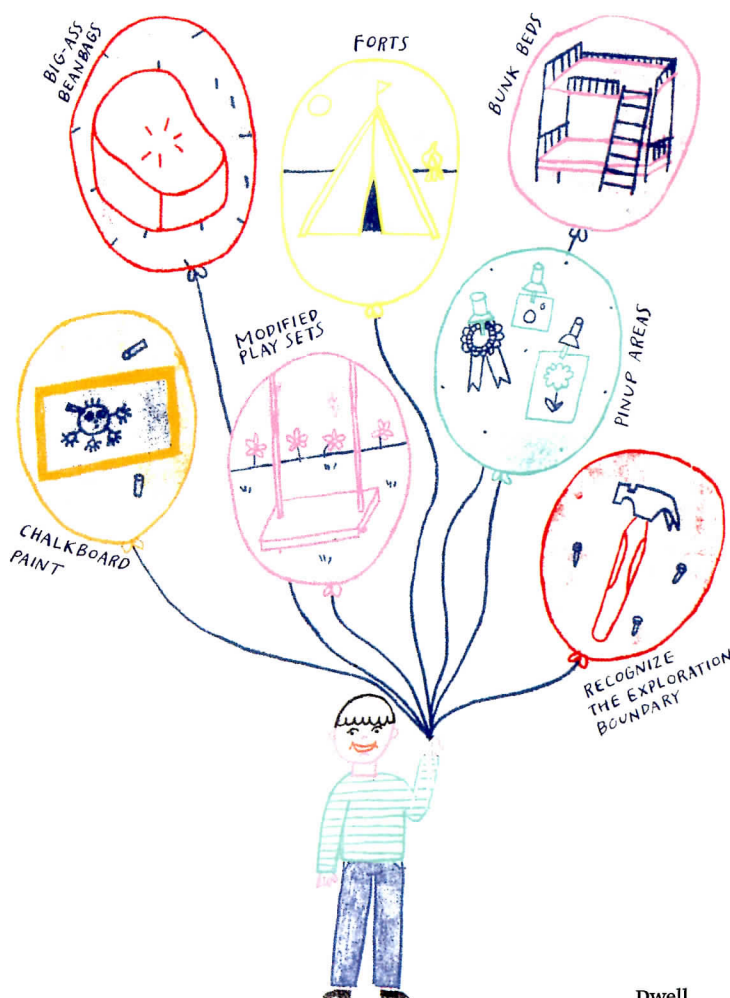 BIG-ASS
BEANBAGS
FORTS
BUNK BEDS
MODIFIED
PLAY SETS
PINUP AREAS
CHALKBOARD
PAINT
RECOGNIZE
THE EXPLORATION
BOUNDARY
Dwell